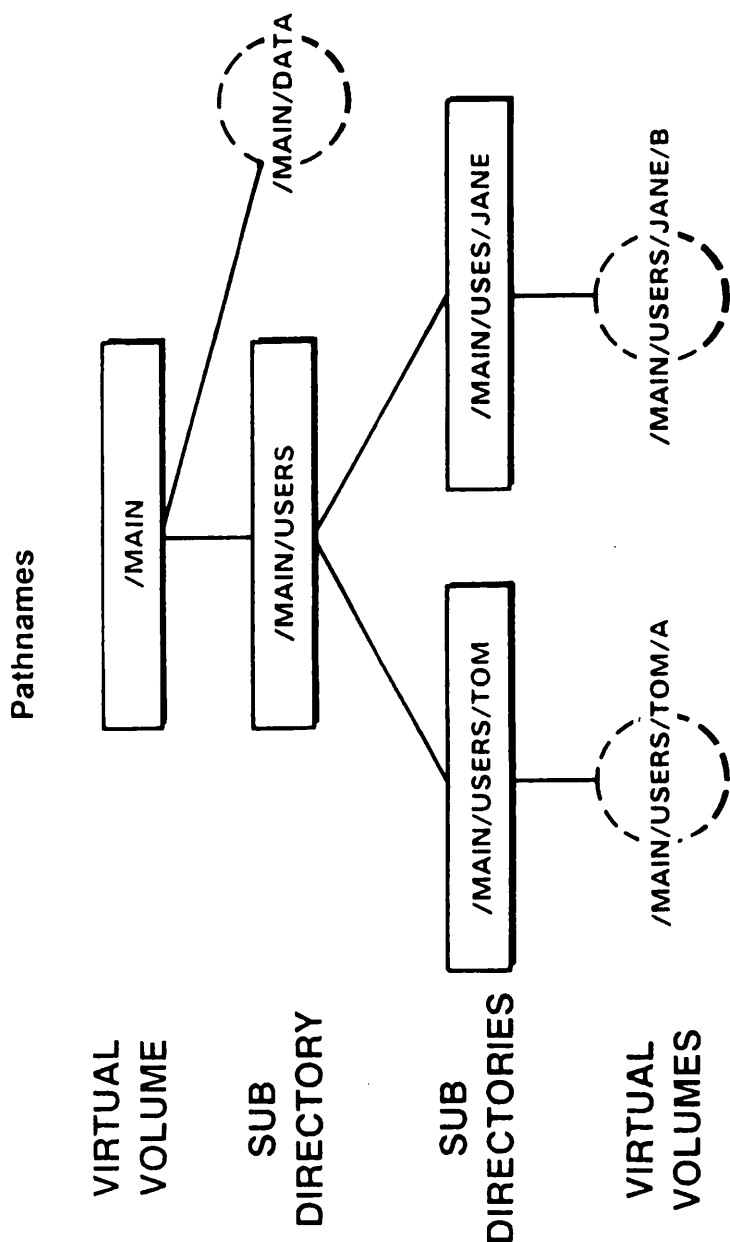 Pathnames
VIRTUAL
VOLUME
/MAIN
SUB
DIRECTORY
/MAIN/USERS
/MAIN/DATA
SUB
DIRECTORIES
/MAIN/USERS/TOM
/MAIN/USES/JANE
VIRTUAL
VOLUMES
/MAIN/USERS/TOM/A
/MAIN/USERS/JANE/B